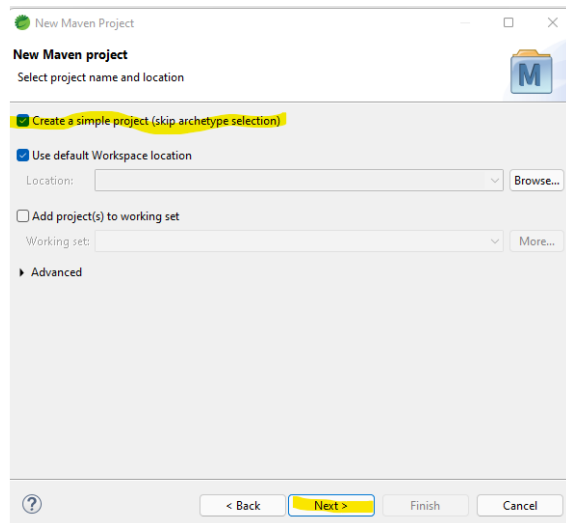 New Maven Project
New Maven project
Select project name and location
M
Create a simple project (skip archetype selection)
Use default Workspace location
Location:
Browse...
Add project(s) to working set
Working set:
More...
Advanced
?
< Back
Next >
Finish
Cancel